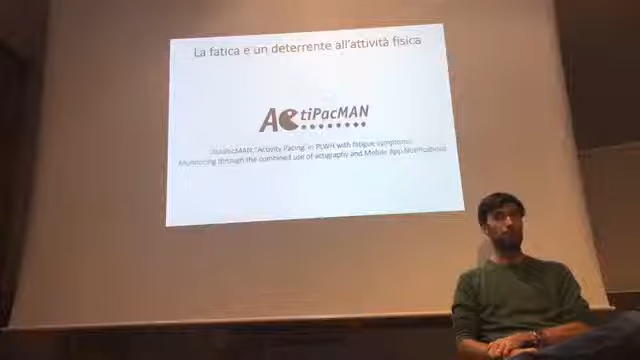 La fatica e un deterrente all'attività fisica
ActiPacMAN
"Activity Pacing" in PLWH with fatigue symptoms:
Monitoring through the combined use of actigraphy and Mobile App